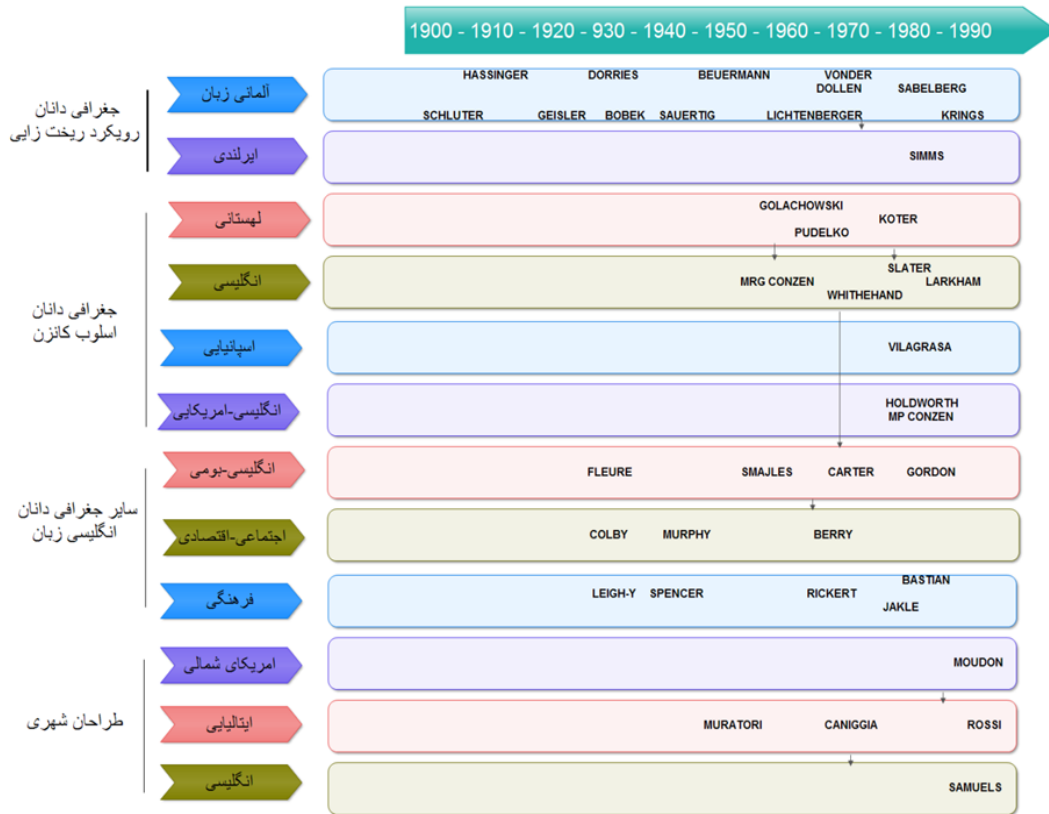 1900 - 1910 - 1920 - 930 - 1940 - 1950 - 1960 - 1970 - 1980 - 1990
جغرافی دانان
رویکرد ریخت زایی
آلمانی زبان
HASSINGER DORRIES BEUERMANN VONDER
DOLLEN SABELBERG
SCHLUTER GEISLER BOBEK SAUERTIG LICHTENBERGER KRINGS
ایرلندی
SIMMS
جغرافی دانان
اسلوب کانزن
لهستانی
GOLACHOWSKI
KOTER
PUDELKO
انگلیسی
SLATER
MRG CONZEN LARKHAM
WHITHEHAND
اسپانیایی
VILAGRASA
انگلیسی-امریکایی
HOLDWORTH
MP CONZEN
سایر جغرافی دانان
انگلیسی زبان
انگلیسی-بومی
FLEURE SMAJLES CARTER GORDON
اجتماعی-اقتصادی
COLBY MURPHY BERRY
فرهنگی
BASTIAN
LEIGH-Y SPENCER RICKERT
JAKLE
طراحان شهری
امریکای شمالی
MOUDON
ایتالیایی
MURATORI CANIGGIA ROSSI
انگلیسی
SAMUELS